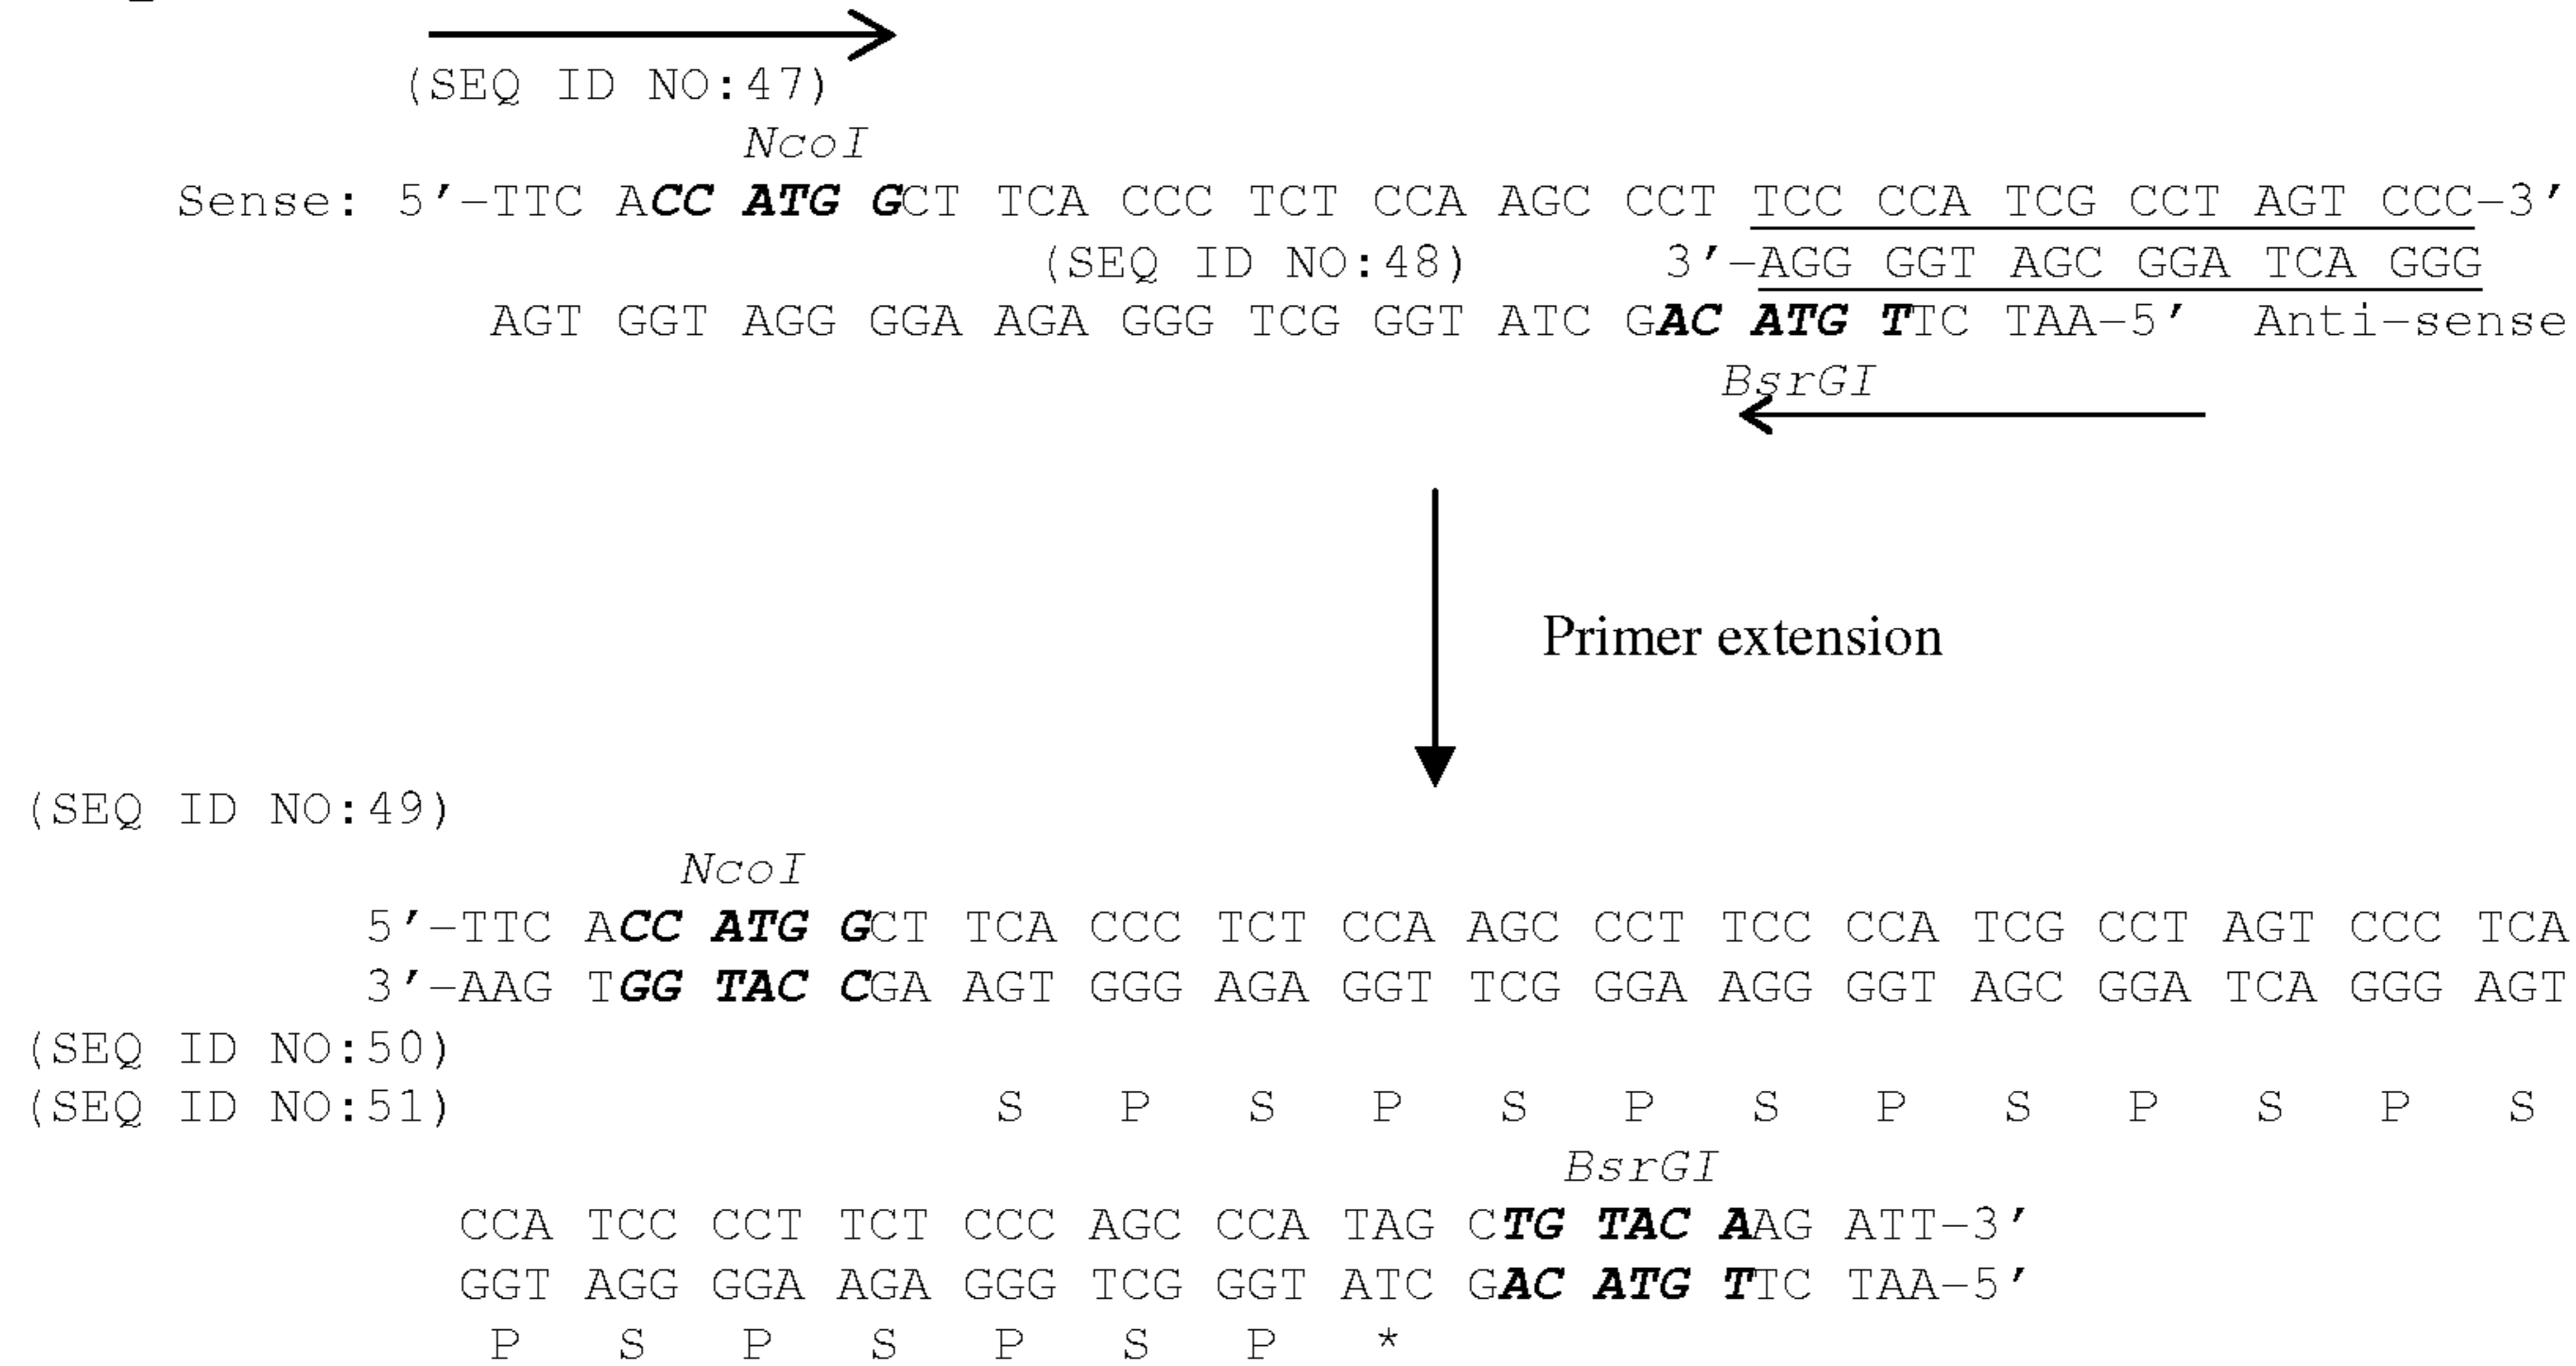 (SEQ ID NO:47)
NcoI
Sense: 5′-TTC ACC ATG GCT TCA CCC TCT CCA AGC CCT TCC CCA TCG CCT AGT CCC-3′
(SEQ ID NO:48) 3′-AGG GGT AGC GGA TCA GGG
AGT GGT AGG GGA AGA GGG TCG GGT ATC GAC ATG TTC TAA-5′ Anti-sense
BsrGI
Primer extension
(SEQ ID NO:49)
NcoI
5′-TTC ACC ATG GCT TCA CCC TCT CCA AGC CCT TCC CCA TCG CCT AGT CCC TCA
3′-AAG TGG TAC CGA AGT GGG AGA GGT TCG GGA AGG GGT AGC GGA TCA GGG AGT
(SEQ ID NO:50)
(SEQ ID NO:51) S P S P S P S P S P S P S
BsrGI
CCA TCC CCT TCT CCC AGC CCA TAG CTG TAC AAG ATT-3′
GGT AGG GGA AGA GGG TCG GGT ATC GAC ATG TTC TAA-5′
P S P S P S P *